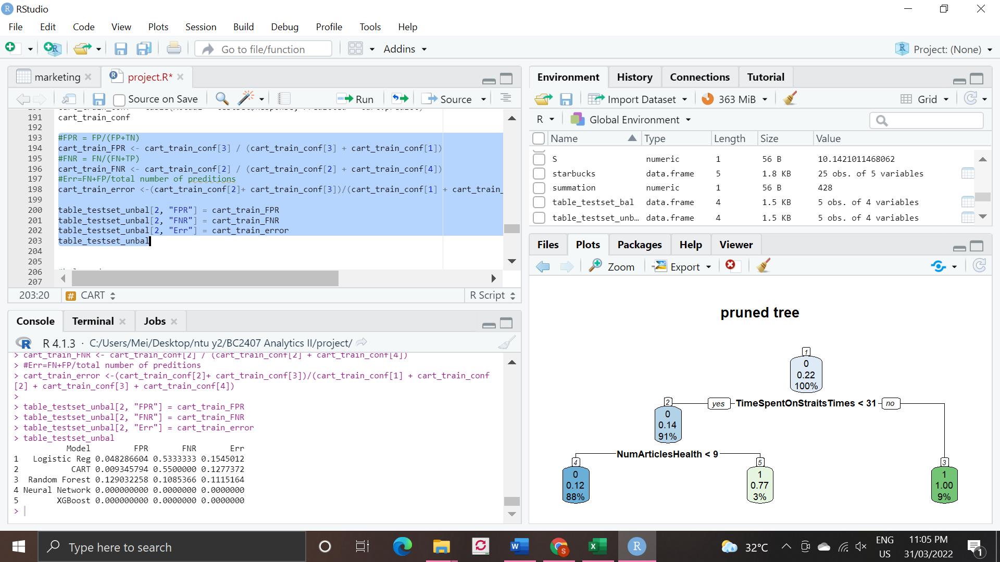 RStudio
File Edit Code View Plots Session Build Debug Profile Tools Help
Go to file/function Addins Project: (None)
marketing project.R*
Source on Save Run Source
191 cart_train_conf
192
193 #FPR = FP/(FP+TN)
194 cart_train_FPR <- cart_train_conf[3] / (cart_train_conf[3] + cart_train_conf[1])
195 #FNR = FN/(FN+TP)
196 cart_train_FNR <- cart_train_conf[2] / (cart_train_conf[2] + cart_train_conf[4])
197 #Err=FN+FP/total number of preditions
198 cart_train_error <-(cart_train_conf[2]+ cart_train_conf[3])/(cart_train_conf[1] + cart_train_
199
200 table_testset_unbal[2, "FPR"] = cart_train_FPR
201 table_testset_unbal[2, "FNR"] = cart_train_FNR
202 table_testset_unbal[2, "Err"] = cart_train_error
203 table_testset_unbal
204
205
206
207
203:20 # CART R Script
Console Terminal Jobs
R 4.1.3 · C:/Users/Mei/Desktop/ntu y2/BC2407 Analytics II/project/
> cart_train_FNR <- cart_train_conf[2] / (cart_train_conf[2] + cart_train_conf[4])
> #Err=FN+FP/total number of preditions
> cart_train_error <-(cart_train_conf[2]+ cart_train_conf[3])/(cart_train_conf[1] + cart_train_conf
[2] + cart_train_conf[3] + cart_train_conf[4])
>
> table_testset_unbal[2, "FPR"] = cart_train_FPR
> table_testset_unbal[2, "FNR"] = cart_train_FNR
> table_testset_unbal[2, "Err"] = cart_train_error
> table_testset_unbal
Model FPR FNR Err
1 Logistic Reg 0.048286604 0.5333333 0.1545012
2 CART 0.009345794 0.5500000 0.1277372
3 Random Forest 0.129032258 0.1085366 0.1115164
4 Neural Network 0.000000000 0.0000000 0.0000000
5 XGBoost 0.000000000 0.0000000 0.0000000
>
Environment History Connections Tutorial
Import Dataset 363 MiB Grid
R Global Environment
Name Type Length Size Value
S numeric 1 56 B 10.1421011468062
starbucks data.frame 5 1.8 KB 25 obs. of 5 variables
summation numeric 1 56 B 428
table_testset_bal data.frame 4 1.5 KB 5 obs. of 4 variables
table_testset_unb… data.frame 4 1.5 KB 5 obs. of 4 variables
Files Plots Packages Help Viewer
Zoom Export
pruned tree
1
0
0.22
100%
yes TimeSpentOnStraitsTimes < 31 no
2
0
0.14
91%
NumArticlesHealth < 9
4 5 3
0 1 1
0.12 0.77 1.00
88% 3% 9%
Type here to search
32°C
ENG
US
11:05 PM
31/03/2022
1